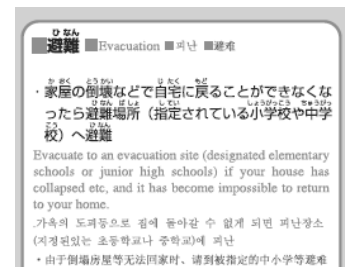 ひ なん
避難 ■Evacuation ■피난 ■避难
か おく とうかい じ たく もど
・家屋の倒壊などで自宅に戻ることができなくな
ひ なん ば しょ し てい しょうがっこう ちゅうがっ
ったら避難場所（指定されている小学校や中学
こう ひ なん
校）へ避難
Evacuate to an evacuation site (designated elementary
schools or junior high schools) if your house has
collapsed etc, and it has become impossible to return
to your home.
.가옥의 도괴등으로 집에 돌아갈 수 없게 되면 피난장소
(지정된있는 초등학교나 중학교)에 피난
・由于倒塌房屋等无法回家时、请到被指定的中小学等避难